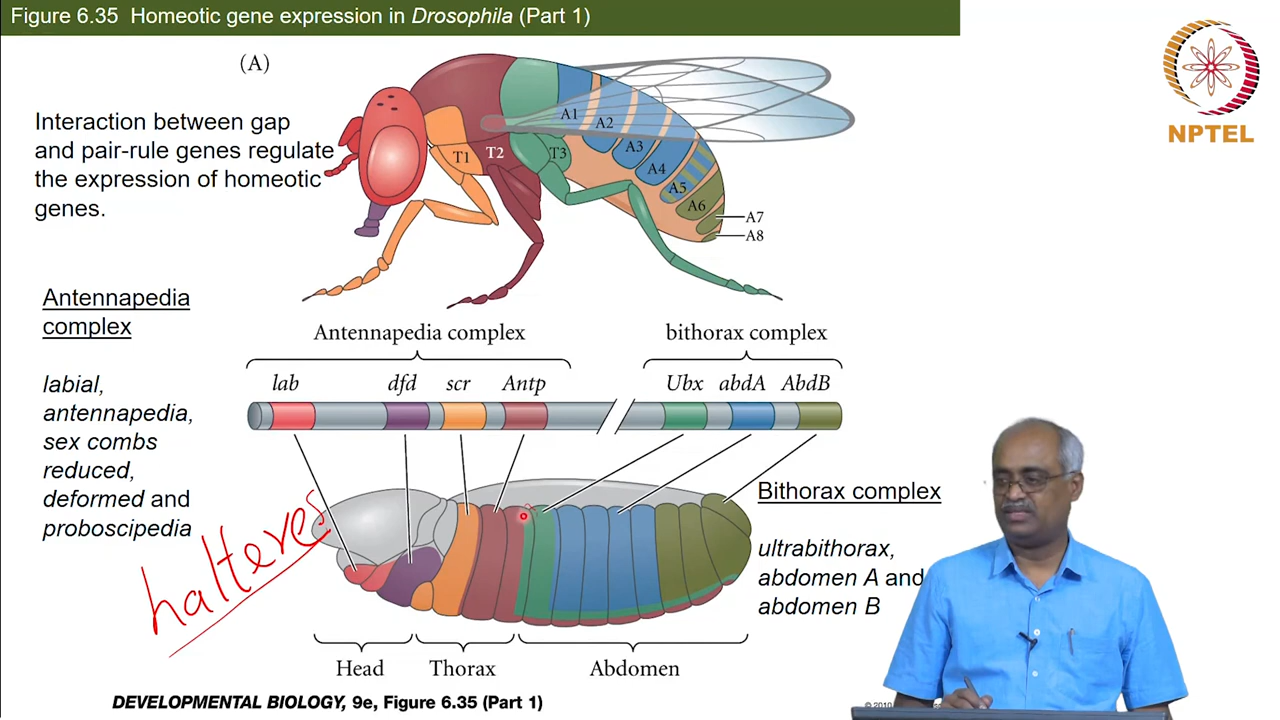 Figure 6.35 Homeotic gene expression in Drosophila (Part 1)
NPTEL
(A)
Interaction between gap
and pair-rule genes regulate
the expression of homeotic
genes.
T1
T2
T3
A1
A2
A3
A4
A5
A6
A7
A8
Antennapedia
complex
labial,
antennapedia,
sex combs
reduced,
deformed and
proboscipedia
Antennapedia complex
bithorax complex
lab dfd scr Antp Ubx abdA AbdB
halteres
Bithorax complex
ultrabithorax,
abdomen A and
abdomen B
Head Thorax Abdomen
DEVELOPMENTAL BIOLOGY, 9e, Figure 6.35 (Part 1)
© 2010